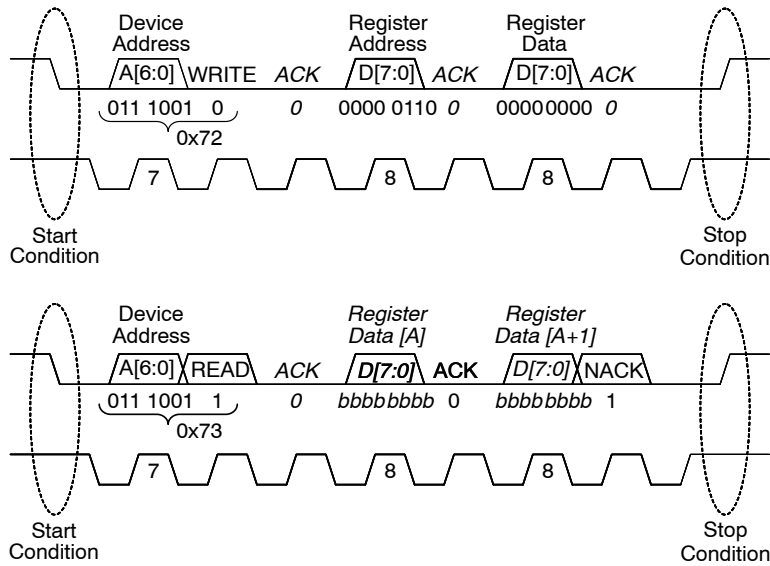 Device Register Register
Address Address Data
A[6:0] WRITE ACK D[7:0] ACK D[7:0] ACK
011 1001 0 0 0000 0110 0 00000000 0
0x72
7 8 8
Start Stop
Condition Condition
Device Register Register
Address Data [A] Data [A+1]
A[6:0] READ ACK D[7:0] ACK D[7:0] NACK
011 1001 1 0 bbbbbbbb 0 bbbbbbbb 1
0x73
7 8 8
Start Stop
Condition Condition